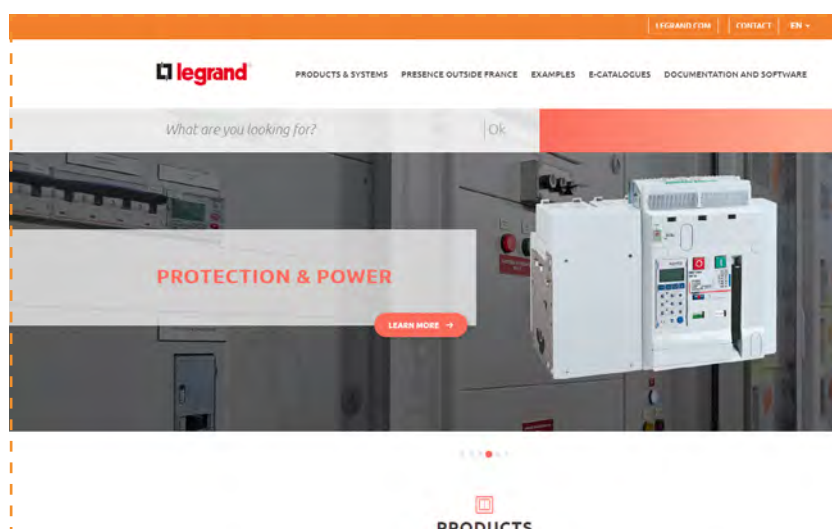 LEGRAND.COM CONTACT EN
legrand
PRODUCTS & SYSTEMS PRESENCE OUTSIDE FRANCE EXAMPLES E-CATALOGUES DOCUMENTATION AND SOFTWARE
What are you looking for? Ok
PROTECTION & POWER
LEARN MORE →
PRODUCTS